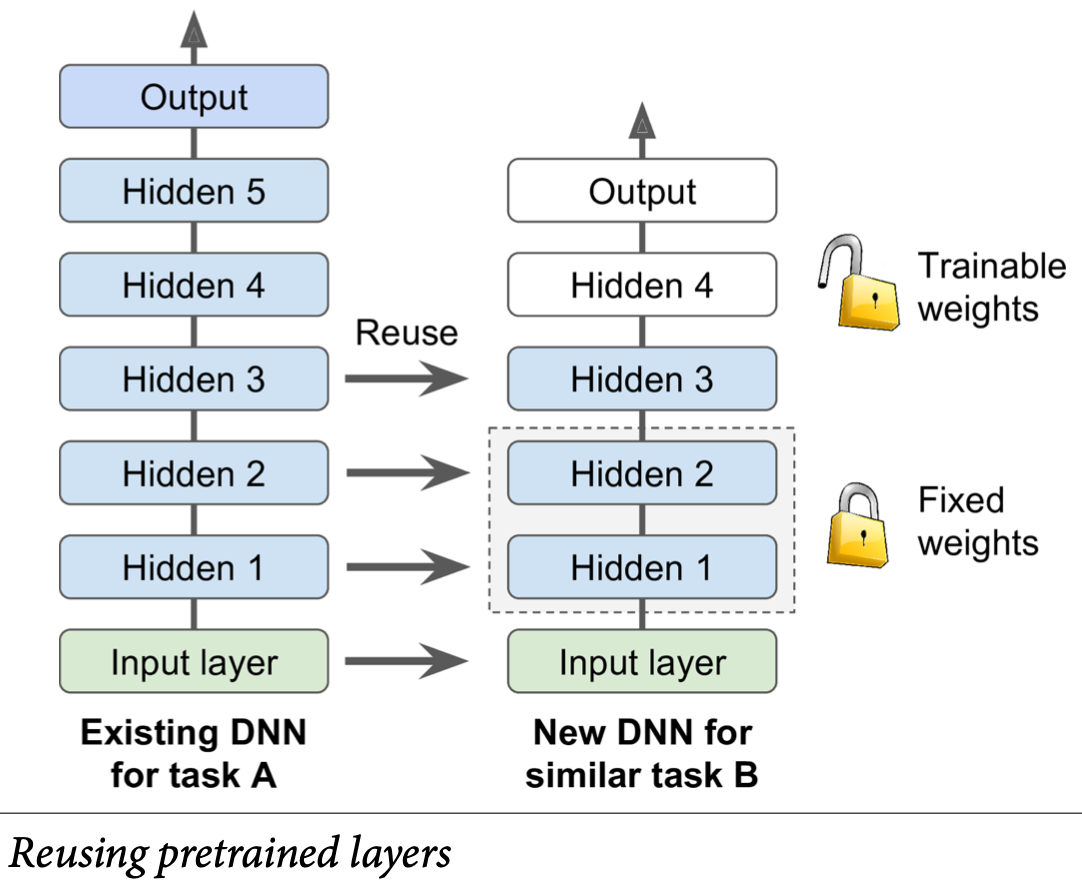 Output
Hidden 5
Hidden 4
Hidden 3
Hidden 2
Hidden 1
Input layer
Existing DNN
for task A
Reuse
Output
Hidden 4
Hidden 3
Hidden 2
Hidden 1
Input layer
New DNN for
similar task B
Trainable
weights
Fixed
weights
Reusing pretrained layers